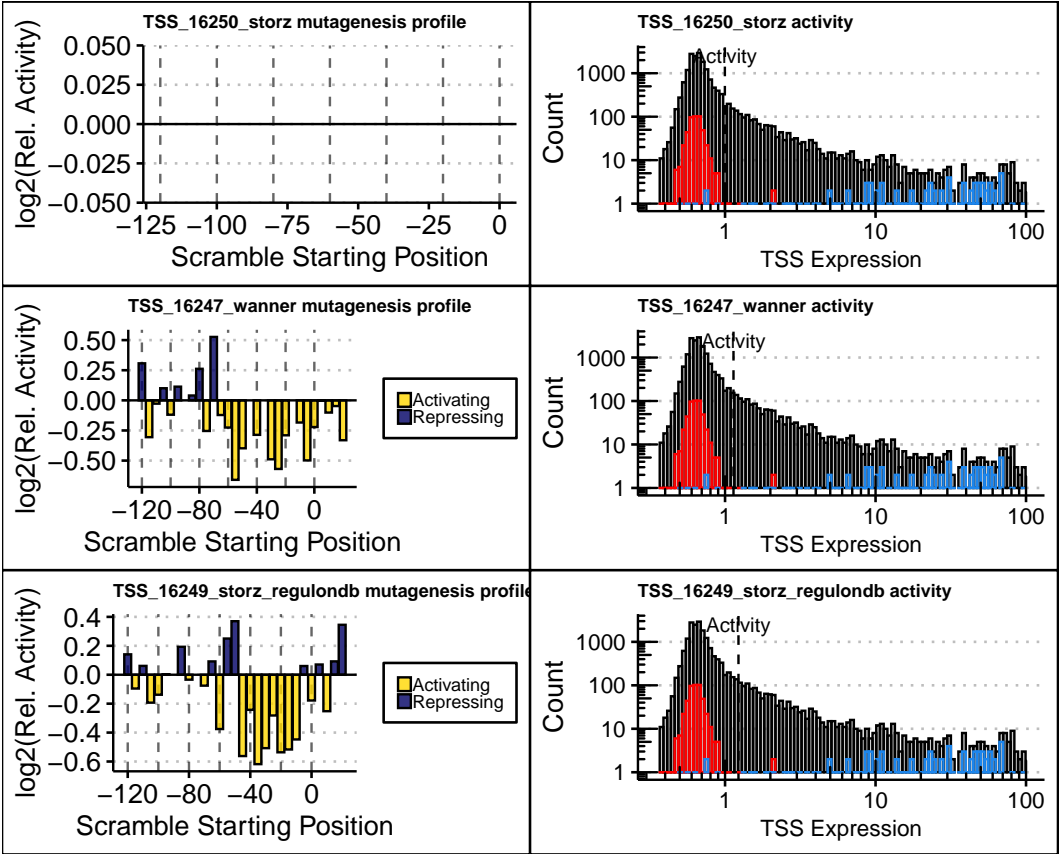 TSS_16250_storz mutagenesis profile
log2(Rel. Activity)
0.050
0.025
0.000
−0.025
−0.050
−125 −100 −75 −50 −25 0
Scramble Starting Position
TSS_16250_storz activity
Activity
Count
1000
100
10
1
1 10 100
TSS Expression
TSS_16247_wanner mutagenesis profile
log2(Rel. Activity)
0.50
0.25
0.00
−0.25
−0.50
−120 −80 −40 0
Scramble Starting Position
Activating
Repressing
TSS_16247_wanner activity
Activity
Count
1000
100
10
1
1 10 100
TSS Expression
TSS_16249_storz_regulondb mutagenesis profile
log2(Rel. Activity)
0.4
0.2
0.0
−0.2
−0.4
−0.6
−120 −80 −40 0
Scramble Starting Position
Activating
Repressing
TSS_16249_storz_regulondb activity
Activity
Count
1000
100
10
1
1 10 100
TSS Expression